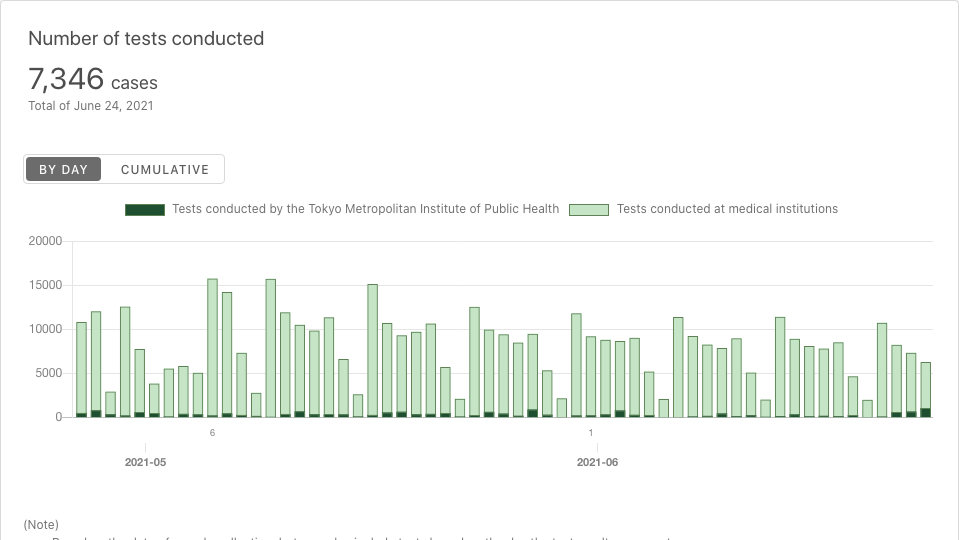 Number of tests conducted
7,346 cases
Total of June 24, 2021
BY DAY CUMULATIVE
Tests conducted by the Tokyo Metropolitan Institute of Public Health Tests conducted at medical institutions
20000
15000
10000
5000
0
6 1
2021-05 2021-06
(Note)